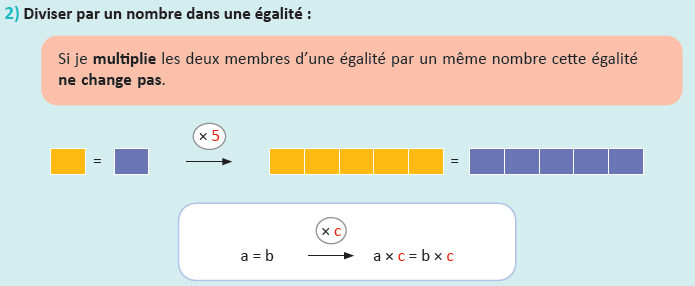 2) Diviser par un nombre dans une égalité :
Si je multiplie les deux membres d’une égalité par un même nombre cette égalité
ne change pas.
× 5
= =
× c
a = b a × c = b × c